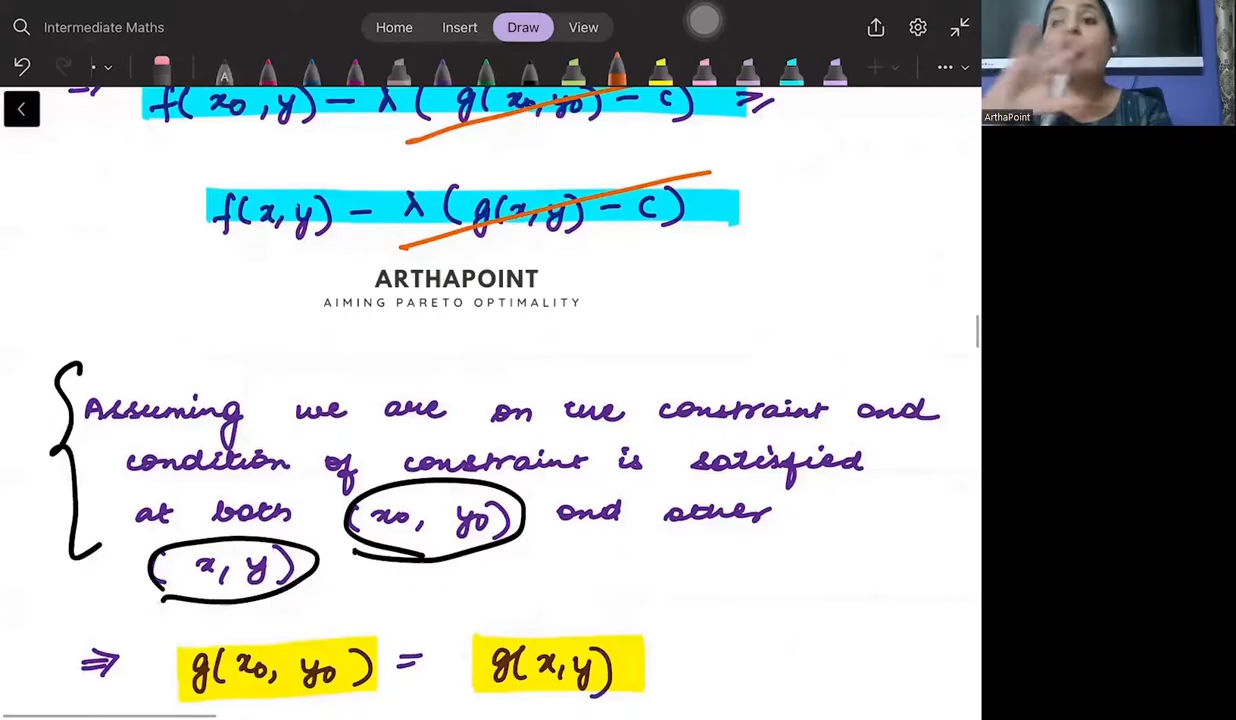 Intermediate Maths
Home Insert Draw View
A
ArthaPoint
f(x₀, y) – λ (g(x₀, y₀) – c) ⩾
f(x, y) – λ (g(x, y) – c)
ARTHAPOINT
AIMING PARETO OPTIMALITY
Assuming we are on the constraint and
condition of constraint is satisfied
at both (x₀, y₀) and other
(x, y)
⇒ g(x₀, y₀) = g(x, y)